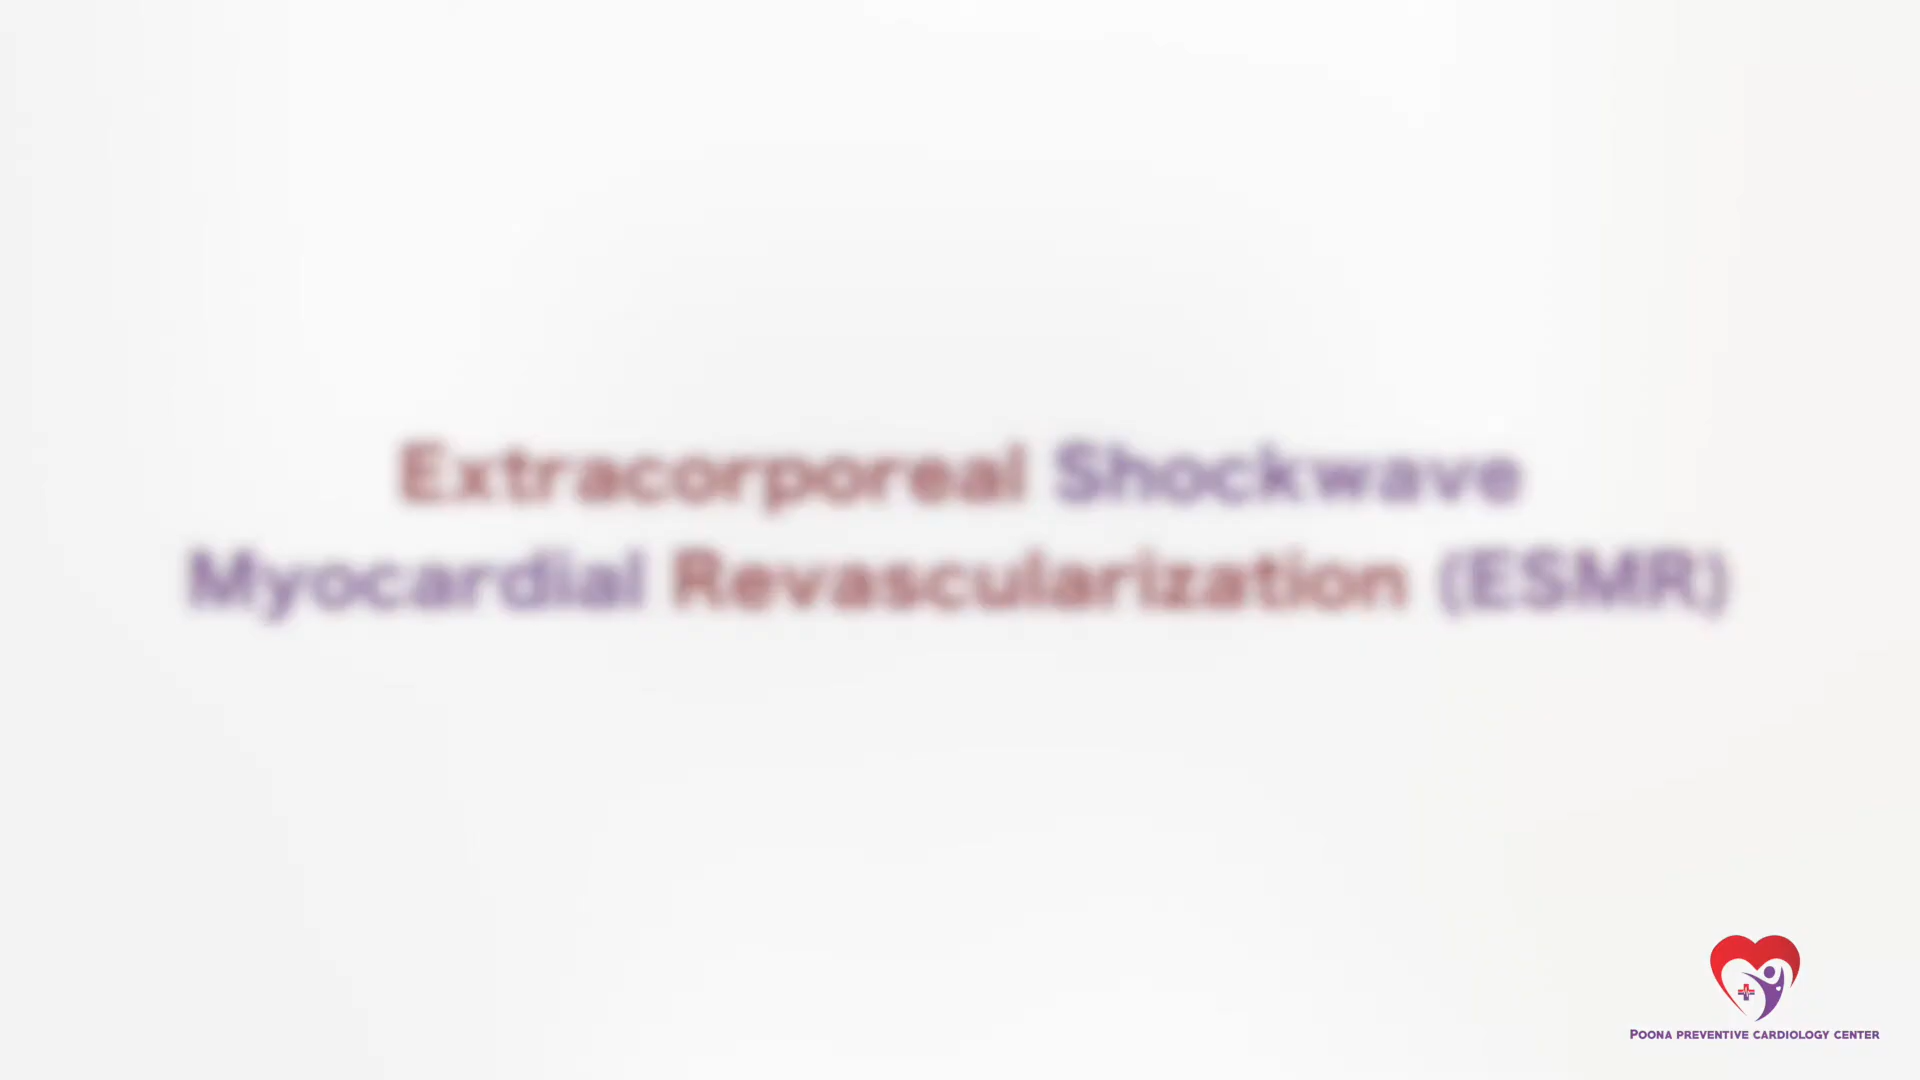 Extracorporeal Shockwave
Myocardial Revascularization (ESMR)
POONA PREVENTIVE CARDIOLOGY CENTER